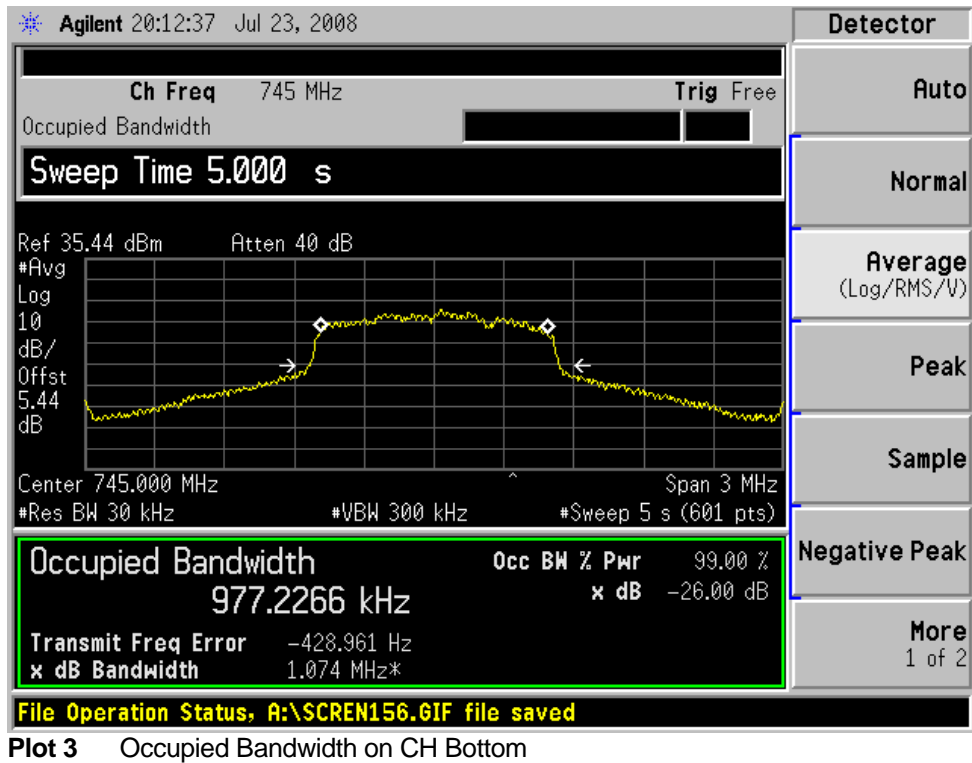 Agilent 20:12:37 Jul 23, 2008
Detector
Ch Freq 745 MHz Trig Free
Occupied Bandwidth
Sweep Time 5.000 s
Ref 35.44 dBm Atten 40 dB
#Avg
Log
10
dB/
Offst
5.44
dB
Center 745.000 MHz Span 3 MHz
#Res BW 30 kHz #VBW 300 kHz #Sweep 5 s (601 pts)
Occupied Bandwidth
977.2266 kHz
Occ BW % Pwr 99.00 %
x dB -26.00 dB
Transmit Freq Error -428.961 Hz
x dB Bandwidth 1.074 MHz*
Auto
Normal
Average
(Log/RMS/V)
Peak
Sample
Negative Peak
More
1 of 2
File Operation Status, A:\SCREN156.GIF file saved
Plot 3 Occupied Bandwidth on CH Bottom